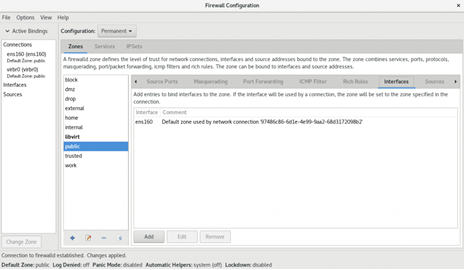 Firewall Configuration
File Options View Help
Active Bindings
Configuration: Permanent
Connections
ens160 (ens160)
Default Zone: public
virbr0 (virbr0)
Default Zone: public
Interfaces
Sources
Change Zone
Zones Services IPSets
A firewalld zone defines the level of trust for network connections, interfaces and source addresses bound to the zone. The zone combines services, ports, protocols,
masquerading, port/packet forwarding, icmp filters and rich rules. The zone can be bound to interfaces and source addresses.
block
dmz
drop
external
home
internal
libvirt
public
trusted
work
Source Ports Masquerading Port Forwarding ICMP Filter Rich Rules Interfaces Sources
Add entries to bind interfaces to the zone. If the interface will be used by a connection, the zone will be set to the zone specified in the
connection.
Interface Comment
ens160 Default zone used by network connection '97486c86-6d1e-4e99-9aa2-68d3172098b2'
Add Edit Remove
Connection to firewalld established. Changes applied.
Default Zone: public Log Denied: off Panic Mode: disabled Automatic Helpers: system (off) Lockdown: disabled